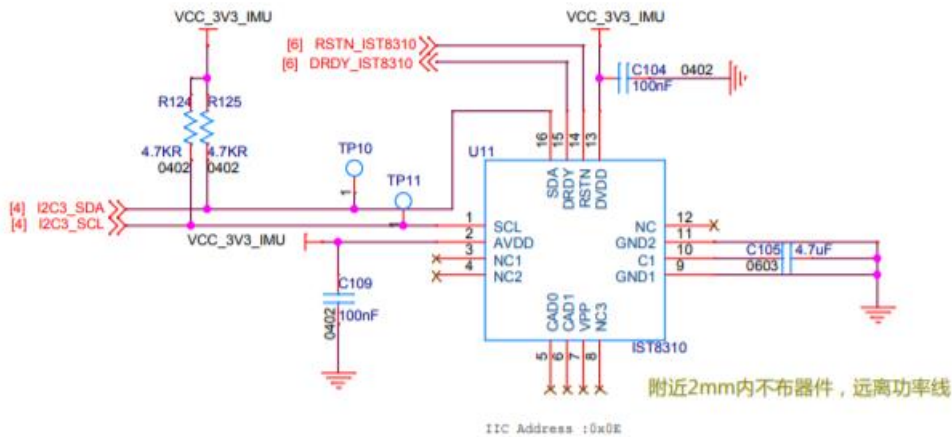 VCC_3V3_IMU
VCC_3V3_IMU
[6] RSTN_IST8310
[6] DRDY_IST8310
C104 0402
100nF
R124 R125
4.7KR 4.7KR
0402 0402
TP10
1
TP11
1
U11
16 15 14 13
SDA DRDY RSTN DVDD
[4] I2C3_SDA
[4] I2C3_SCL
VCC_3V3_IMU
1 SCL
2 AVDD
3 NC1
4 NC2
NC 12
GND2 11
C1 10
GND1 9
C105 4.7uF
0603
C109
100nF
0402
CAD0 CAD1 VPP NC3
5 6 7 8
IST8310
附近2mm内不布器件，远离功率线
IIC Address :0x0E